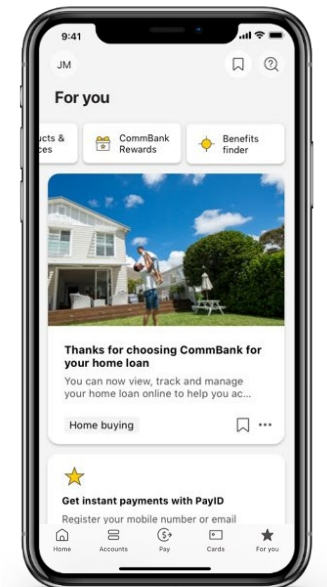 9:41
JM
For you
ucts &
ces
CommBank
Rewards
Benefits
finder
Thanks for choosing CommBank for
your home loan
You can now view, track and manage
your home loan online to help you ac...
Home buying
Get instant payments with PayID
Register your mobile number or email
Home
Accounts
Pay
Cards
For you